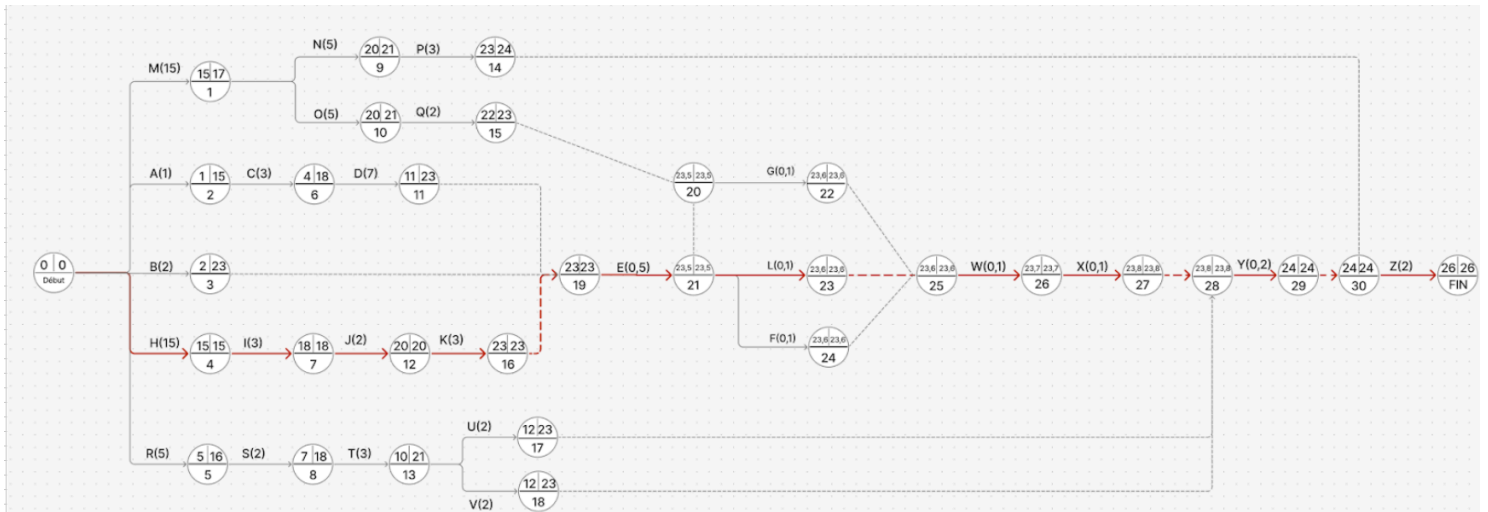 N(5)
20 21
9
P(3)
23 24
14
M(15)
15 17
1
O(5)
20 21
10
Q(2)
22 23
15
A(1)
1 15
2
C(3)
4 18
6
D(7)
11 23
11
23,5 23,5
20
G(0,1)
23,6 23,6
22
0 0
Début
B(2)
2 23
3
23 23
19
E(0,5)
23,5 23,5
21
L(0,1)
23,6 23,6
23
23,6 23,6
25
W(0,1)
23,7 23,7
26
X(0,1)
23,8 23,8
27
23,8 23,8
28
Y(0,2)
24 24
29
24 24
30
Z(2)
26 26
FIN
H(15)
15 15
4
I(3)
18 18
7
J(2)
20 20
12
K(3)
23 23
16
F(0,1)
23,6 23,6
24
R(5)
5 16
5
S(2)
7 18
8
T(3)
10 21
13
U(2)
12 23
17
V(2)
12 23
18